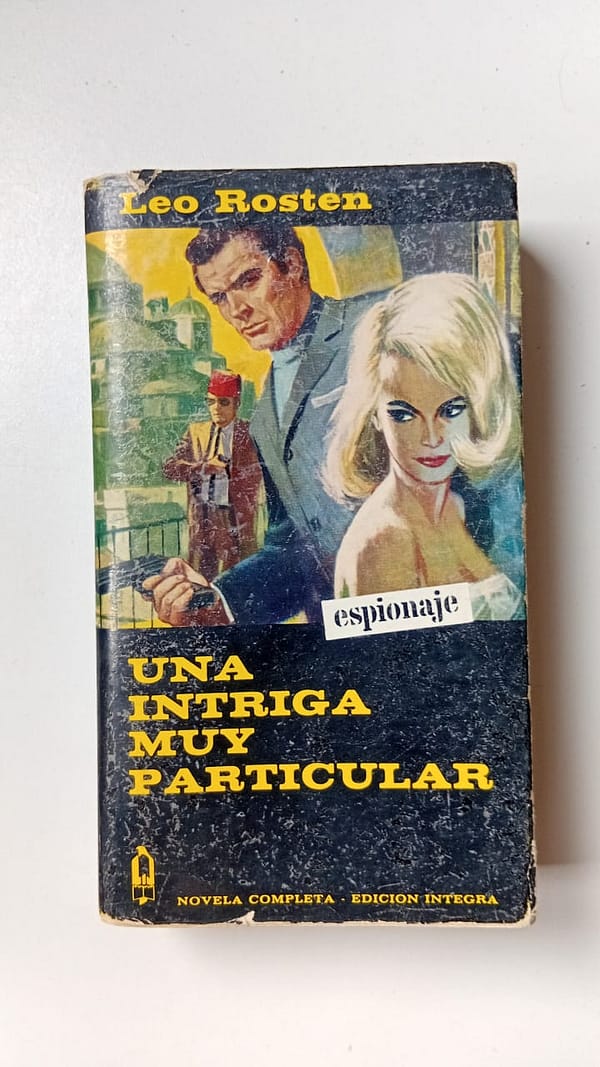 Leo Rosten
espionaje
UNA
INTRIGA
MUY
PARTICULAR
NOVELA COMPLETA - EDICION INTEGRA